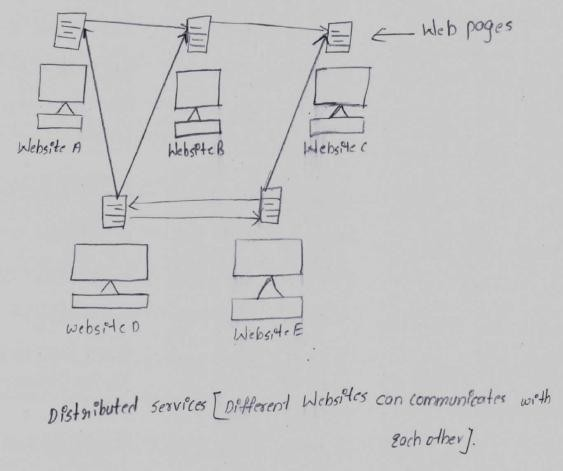 Web pages
Website A
Website B
Website C
Website D
Website E
Distributed services [Different Websites can communicates with
each other].